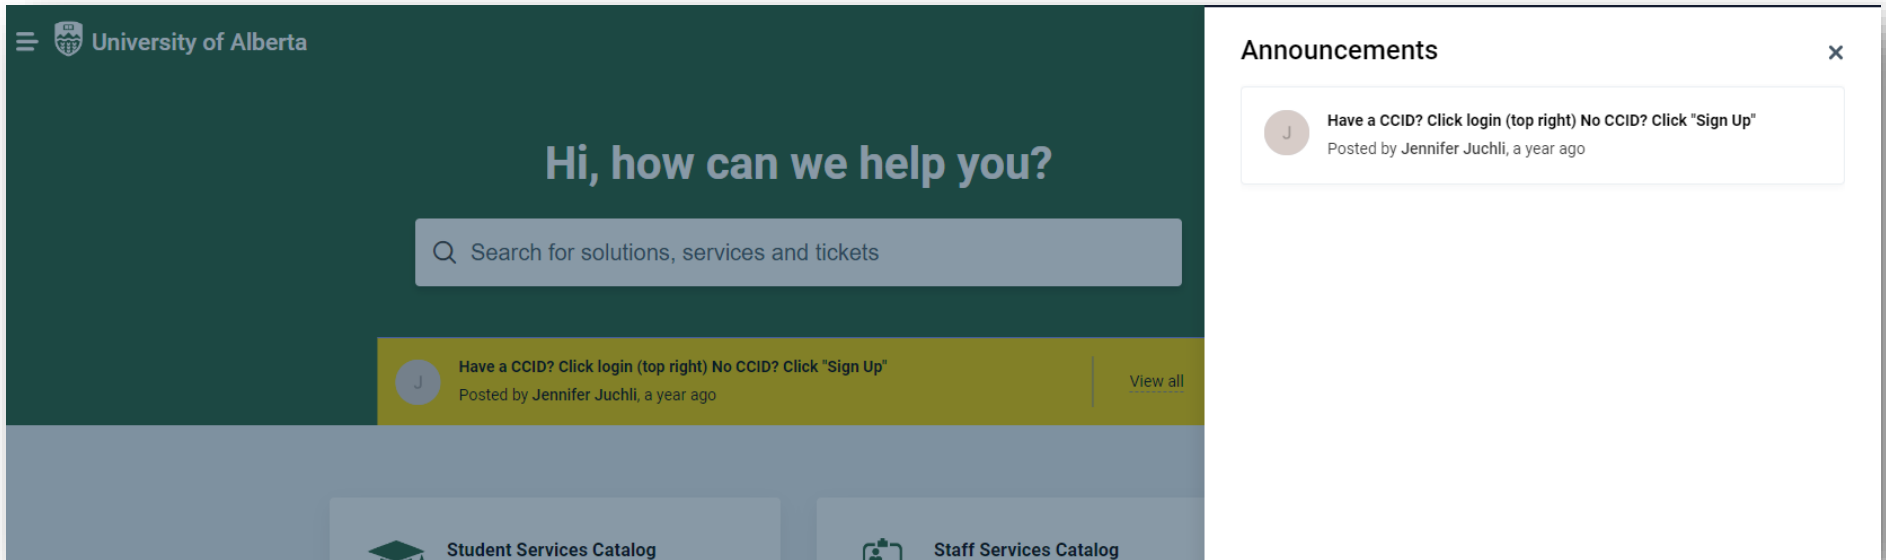 University of Alberta
Hi, how can we help you?
Search for solutions, services and tickets
J
Have a CCID? Click login (top right) No CCID? Click "Sign Up"
Posted by Jennifer Juchli, a year ago
View all
Student Services Catalog
Staff Services Catalog
Announcements
J
Have a CCID? Click login (top right) No CCID? Click "Sign Up"
Posted by Jennifer Juchli, a year ago